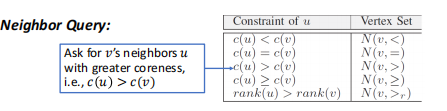 Neighbor Query:
Ask for v's neighbors u
with greater coreness,
i.e., c(u) > c(v)
Constraint of u Vertex Set
c(u) < c(v) N(v, <)
c(u) = c(v) N(v, =)
c(u) > c(v) N(v, >)
c(u) ≥ c(v) N(v, ≥)
rank(u) > rank(v) N(v, >ᵣ)